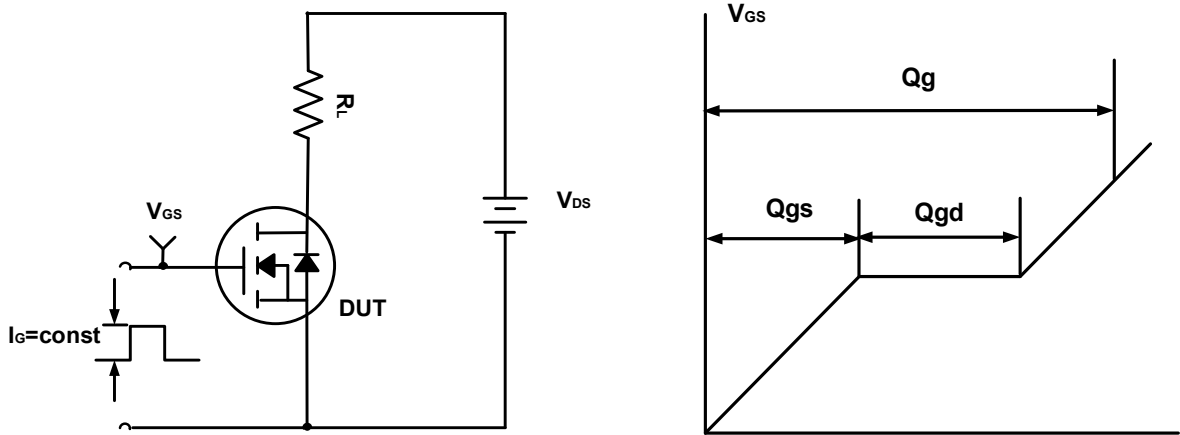 RL
VDS
VGS
DUT
IG=const
VGS
Qg
Qgs
Qgd